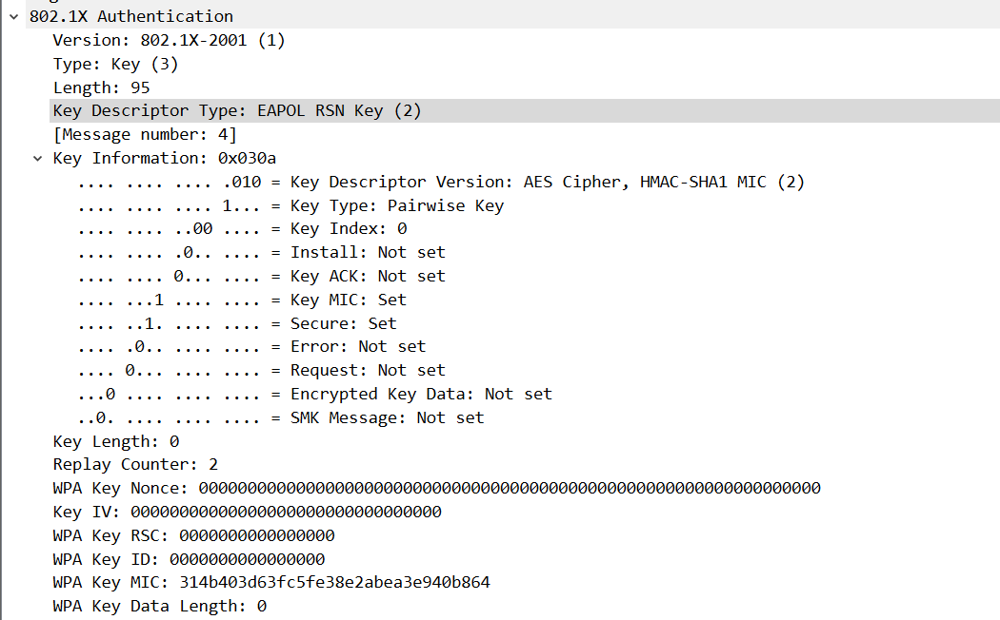 802.1X Authentication
Version: 802.1X-2001 (1)
Type: Key (3)
Length: 95
Key Descriptor Type: EAPOL RSN Key (2)
[Message number: 4]
Key Information: 0x030a
.... .... .... .010 = Key Descriptor Version: AES Cipher, HMAC-SHA1 MIC (2)
.... .... .... 1... = Key Type: Pairwise Key
.... .... ..00 .... = Key Index: 0
.... .... .0.. .... = Install: Not set
.... .... 0... .... = Key ACK: Not set
.... ...1 .... .... = Key MIC: Set
.... ..1. .... .... = Secure: Set
.... .0.. .... .... = Error: Not set
.... 0... .... .... = Request: Not set
...0 .... .... .... = Encrypted Key Data: Not set
..0. .... .... .... = SMK Message: Not set
Key Length: 0
Replay Counter: 2
WPA Key Nonce: 0000000000000000000000000000000000000000000000000000000000000000
Key IV: 00000000000000000000000000000000
WPA Key RSC: 0000000000000000
WPA Key ID: 0000000000000000
WPA Key MIC: 314b403d63fc5fe38e2abea3e940b864
WPA Key Data Length: 0